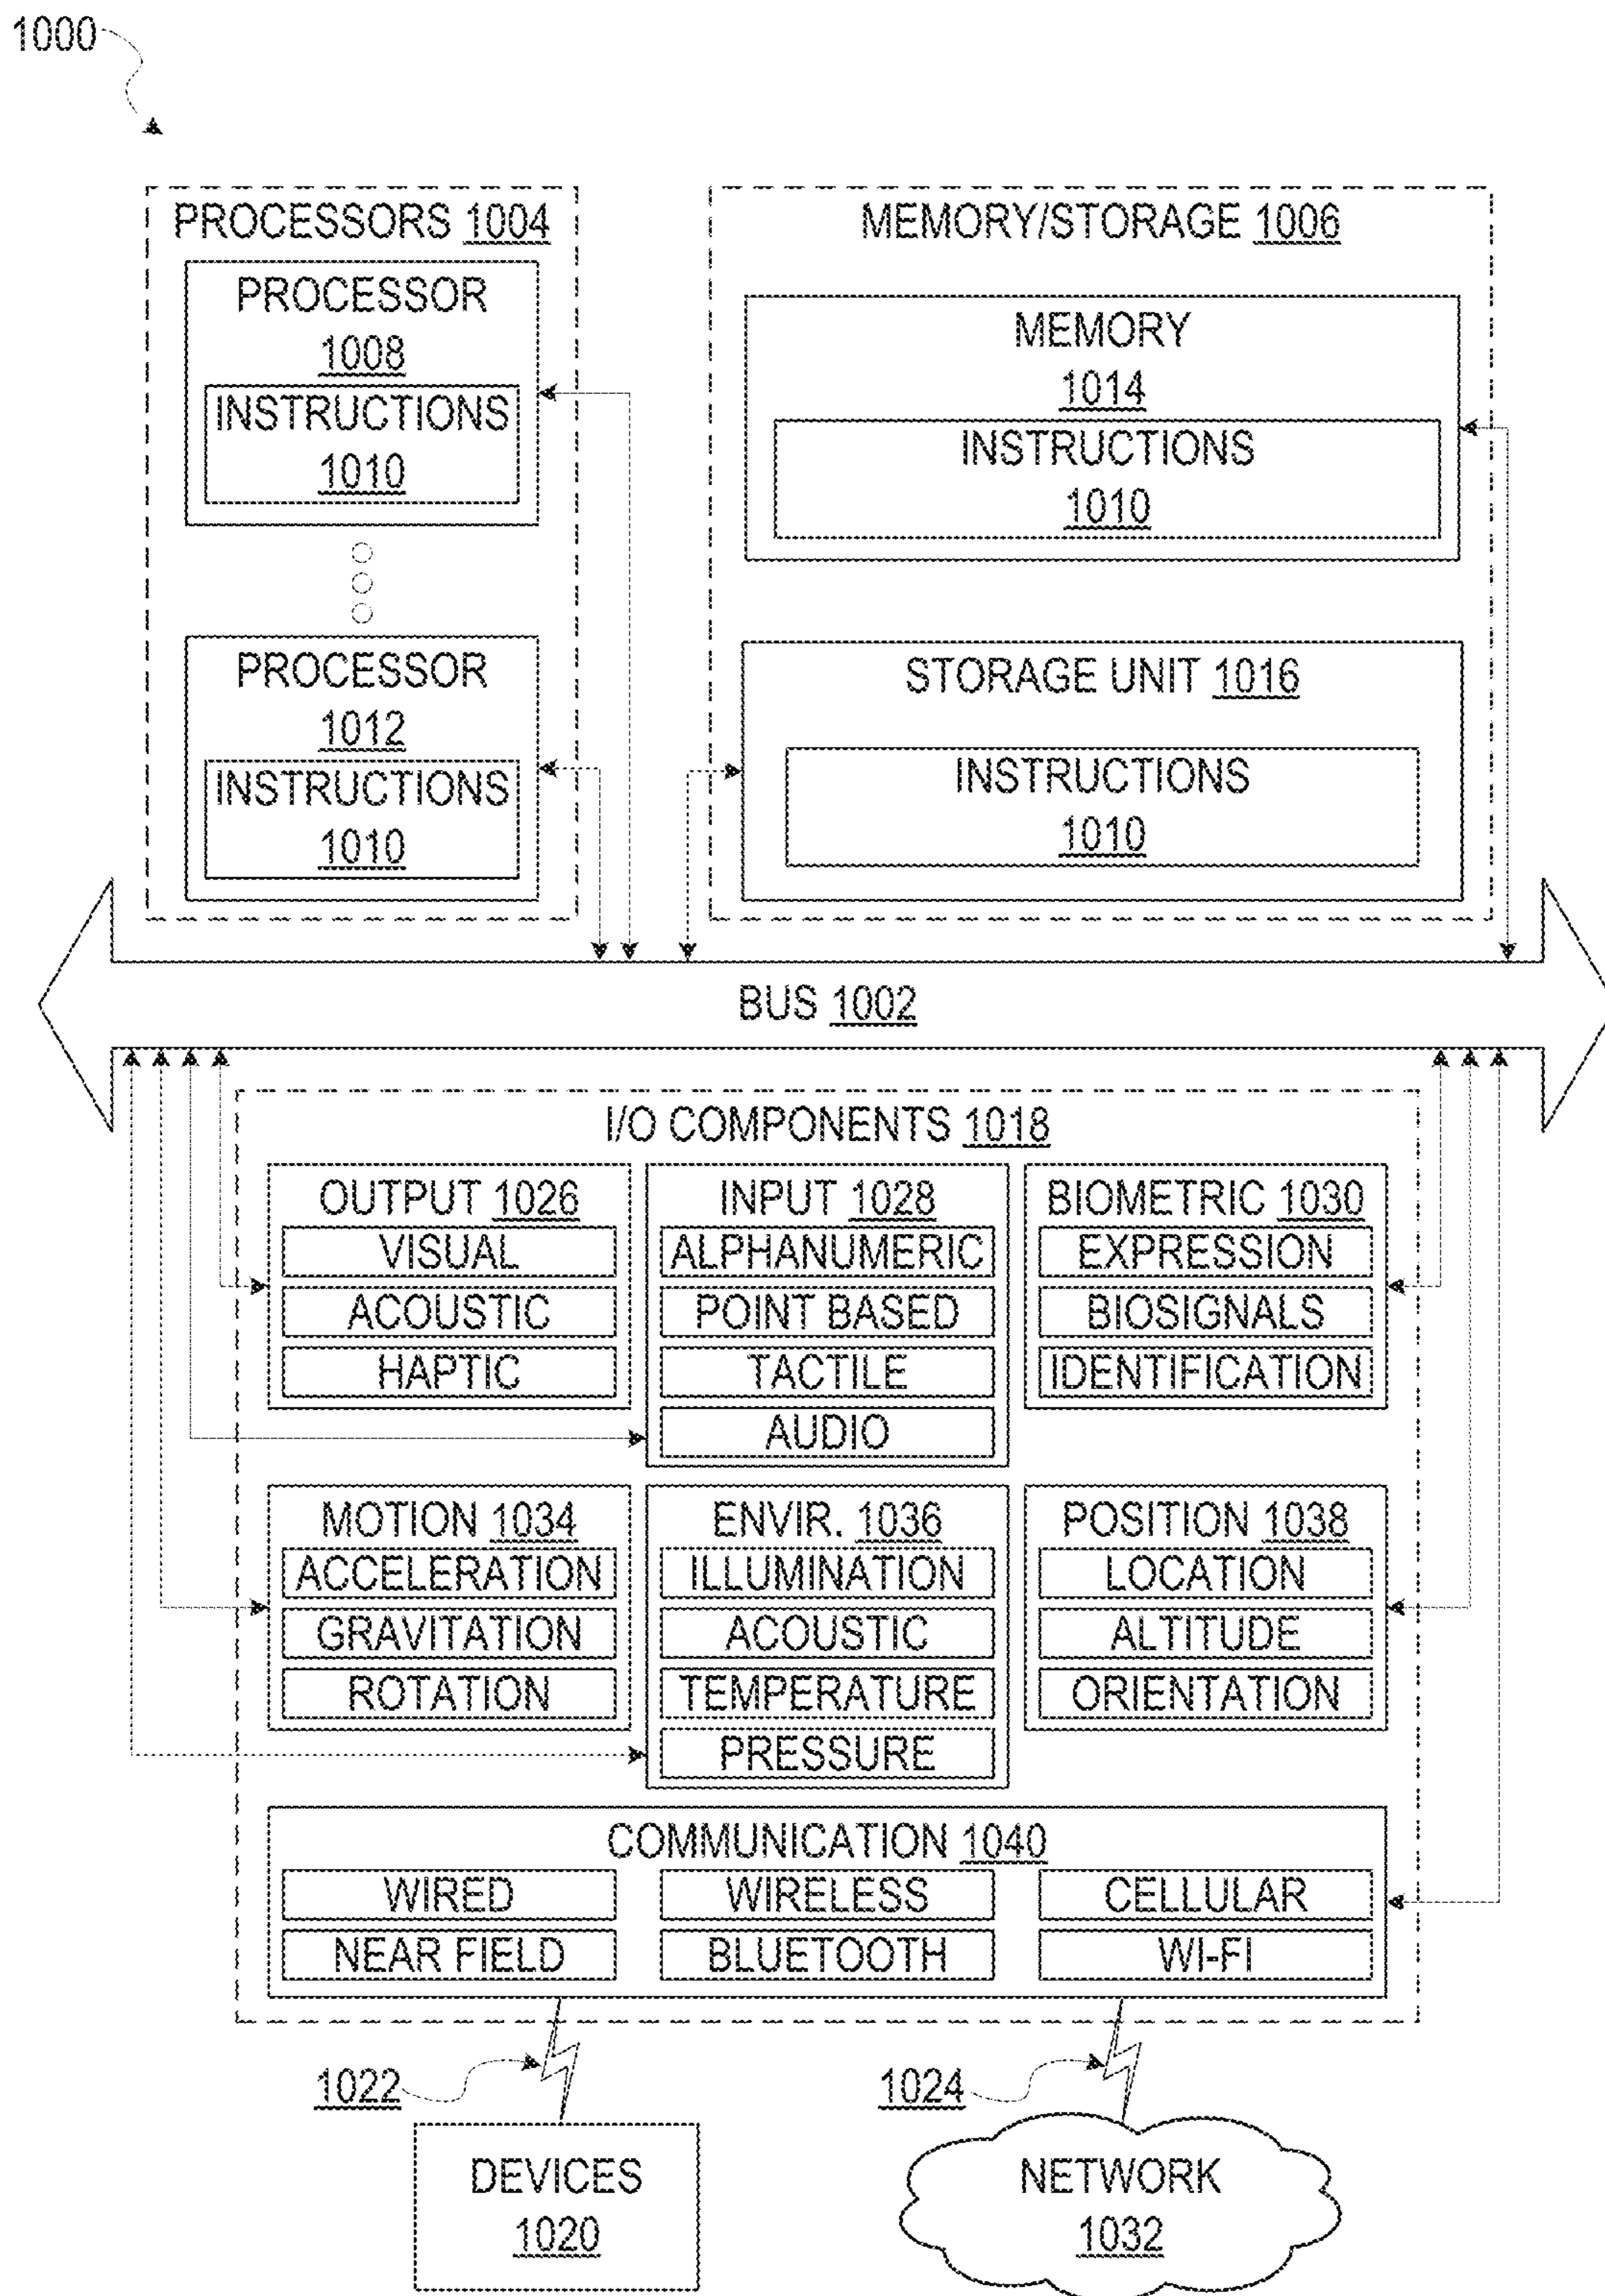 1000
PROCESSORS 1004
PROCESSOR
1008
INSTRUCTIONS
1010
PROCESSOR
1012
INSTRUCTIONS
1010
MEMORY/STORAGE 1006
MEMORY
1014
INSTRUCTIONS
1010
STORAGE UNIT 1016
INSTRUCTIONS
1010
BUS 1002
I/O COMPONENTS 1018
OUTPUT 1026
VISUAL
ACOUSTIC
HAPTIC
INPUT 1028
ALPHANUMERIC
POINT BASED
TACTILE
AUDIO
BIOMETRIC 1030
EXPRESSION
BIOSIGNALS
IDENTIFICATION
MOTION 1034
ACCELERATION
GRAVITATION
ROTATION
ENVIR. 1036
ILLUMINATION
ACOUSTIC
TEMPERATURE
PRESSURE
POSITION 1038
LOCATION
ALTITUDE
ORIENTATION
COMMUNICATION 1040
WIRED
WIRELESS
CELLULAR
NEAR FIELD
BLUETOOTH
WI-FI
1022
1024
DEVICES
1020
NETWORK
1032